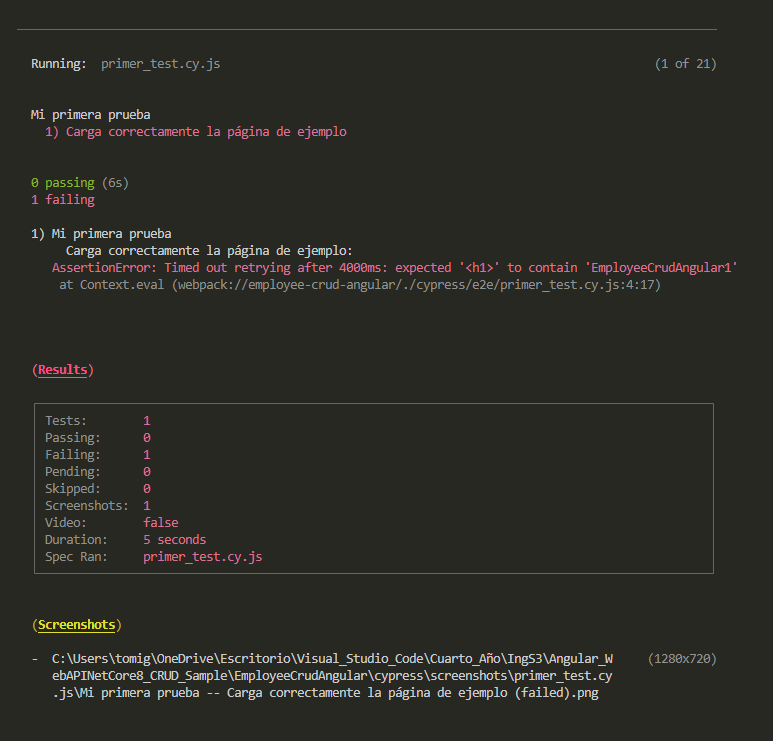 Running:  primer_test.cy.js (1 of 21)
Mi primera prueba
1) Carga correctamente la página de ejemplo
0 passing (6s)
1 failing
1) Mi primera prueba
Carga correctamente la página de ejemplo:
AssertionError: Timed out retrying after 4000ms: expected '<h1>' to contain 'EmployeeCrudAngular1'
at Context.eval (webpack://employee-crud-angular/./cypress/e2e/primer_test.cy.js:4:17)
(Results)
Tests: 1
Passing: 0
Failing: 1
Pending: 0
Skipped: 0
Screenshots: 1
Video: false
Duration: 5 seconds
Spec Ran: primer_test.cy.js
(Screenshots)
- C:\Users\tomig\OneDrive\Escritorio\Visual_Studio_Code\Cuarto_Año\IngS3\Angular_W (1280x720)
ebAPINetCore8_CRUD_Sample\EmployeeCrudAngular\cypress\screenshots\primer_test.cy
.js\Mi primera prueba -- Carga correctamente la página de ejemplo (failed).png